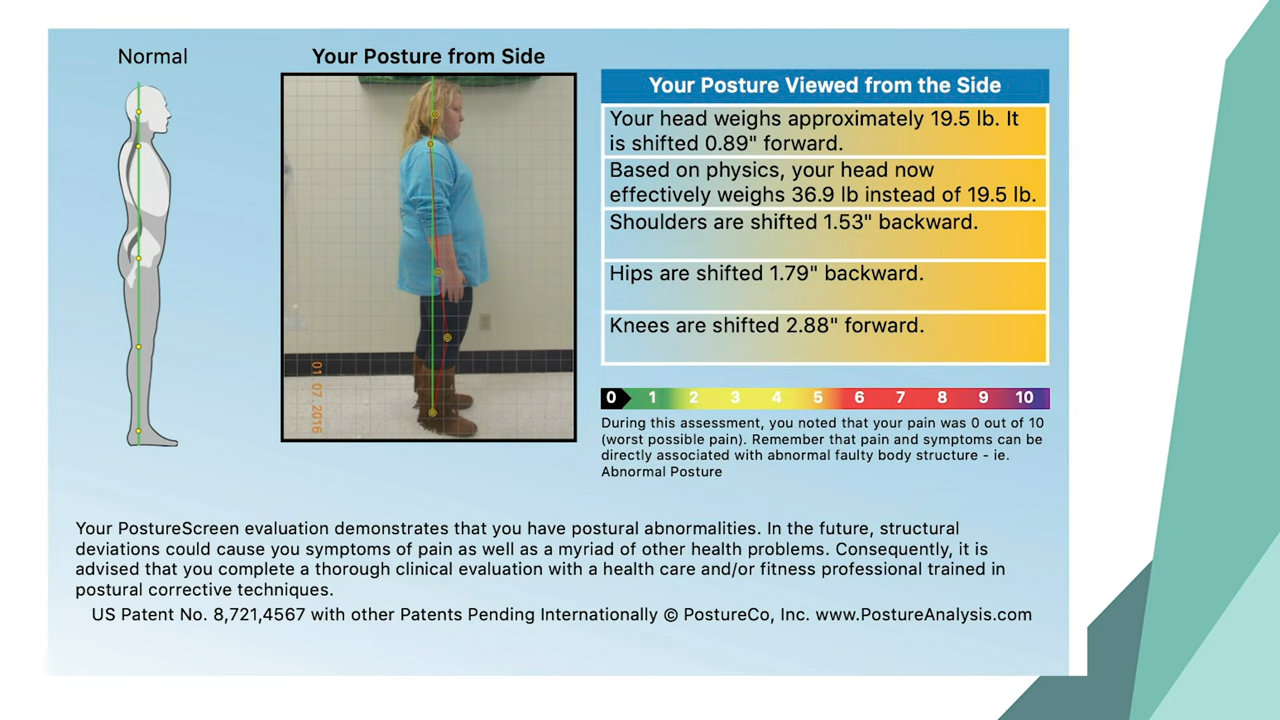 Normal
Your Posture from Side
01 07 2016
Your Posture Viewed from the Side
Your head weighs approximately 19.5 lb. It
is shifted 0.89" forward.
Based on physics, your head now
effectively weighs 36.9 lb instead of 19.5 lb.
Shoulders are shifted 1.53" backward.
Hips are shifted 1.79" backward.
Knees are shifted 2.88" forward.
0 1 2 3 4 5 6 7 8 9 10
During this assessment, you noted that your pain was 0 out of 10
(worst possible pain). Remember that pain and symptoms can be
directly associated with abnormal faulty body structure - ie.
Abnormal Posture
Your PostureScreen evaluation demonstrates that you have postural abnormalities. In the future, structural
deviations could cause you symptoms of pain as well as a myriad of other health problems. Consequently, it is
advised that you complete a thorough clinical evaluation with a health care and/or fitness professional trained in
postural corrective techniques.
US Patent No. 8,721,4567 with other Patents Pending Internationally © PostureCo, Inc. www.PostureAnalysis.com